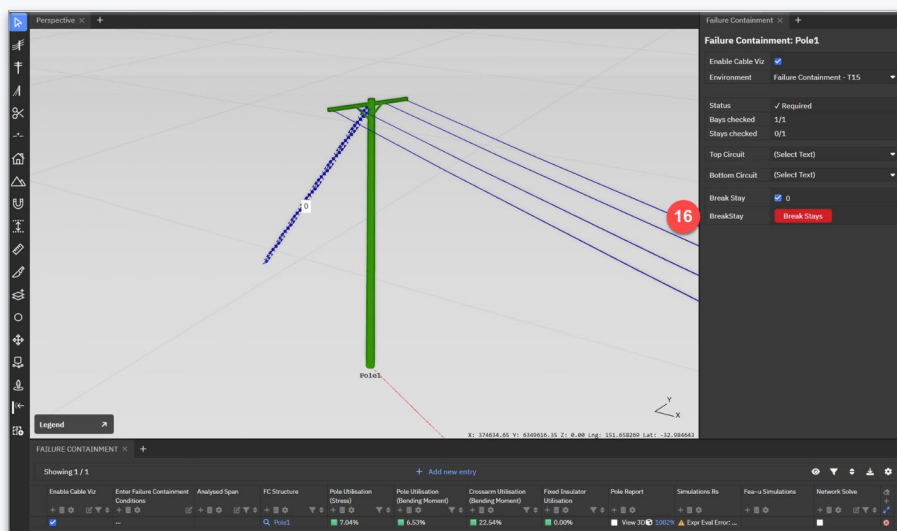 Perspective
Failure Containment
Failure Containment: Pole1
Enable Cable Viz
Environment Failure Containment - T15
Status ✓ Required
Bays checked 1/1
Stays checked 0/1
Top Circuit (Select Text)
Bottom Circuit (Select Text)
Break Stay 0
16 BreakStay Break Stays
0
Pole1
Y
X
Legend
X: 374634.65 Y: 6349616.35 Z: 0.00 Lng: 151.658269 Lat: -32.984643
FAILURE CONTAINMENT
Showing 1 / 1 + Add new entry
Enable Cable Viz Enter Failure Containment Conditions Analysed Span FC Structure Pole Utilisation (Stress) Pole Utilisation (Bending Moment) Crossarm Utilisation (Bending Moment) Fixed Insulator Utilisation Pole Report Simulations Rs Fea-u Simulations Network Solve
... Pole1 7.04% 6.53% 22.54% 0.00% View 3D 1002% Expr Eval Error: ...